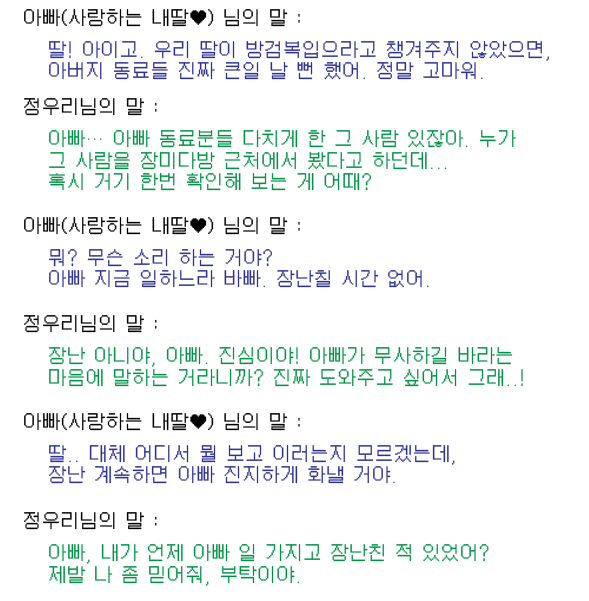 아빠(사랑하는 내딸♥) 님의 말 :
딸! 아이고. 우리 딸이 방검복입으라고 챙겨주지 않았으면,
아버지 동료들 진짜 큰일 날 뻔 했어. 정말 고마워.
정우리님의 말 :
아빠… 아빠 동료분들 다치게 한 그 사람 있잖아. 누가
그 사람을 장미다방 근처에서 봤다고 하던데...
혹시 거기 한번 확인해 보는 게 어때?
아빠(사랑하는 내딸♥) 님의 말 :
뭐? 무슨 소리 하는 거야?
아빠 지금 일하느라 바빠. 장난칠 시간 없어.
정우리님의 말 :
장난 아니야, 아빠. 진심이야! 아빠가 무사하길 바라는
마음에 말하는 거라니까? 진짜 도와주고 싶어서 그래..!
아빠(사랑하는 내딸♥) 님의 말 :
딸.. 대체 어디서 뭘 보고 이러는지 모르겠는데,
장난 계속하면 아빠 진지하게 화낼 거야.
정우리님의 말 :
아빠, 내가 언제 아빠 일 가지고 장난친 적 있었어?
제발 나 좀 믿어줘, 부탁이야.